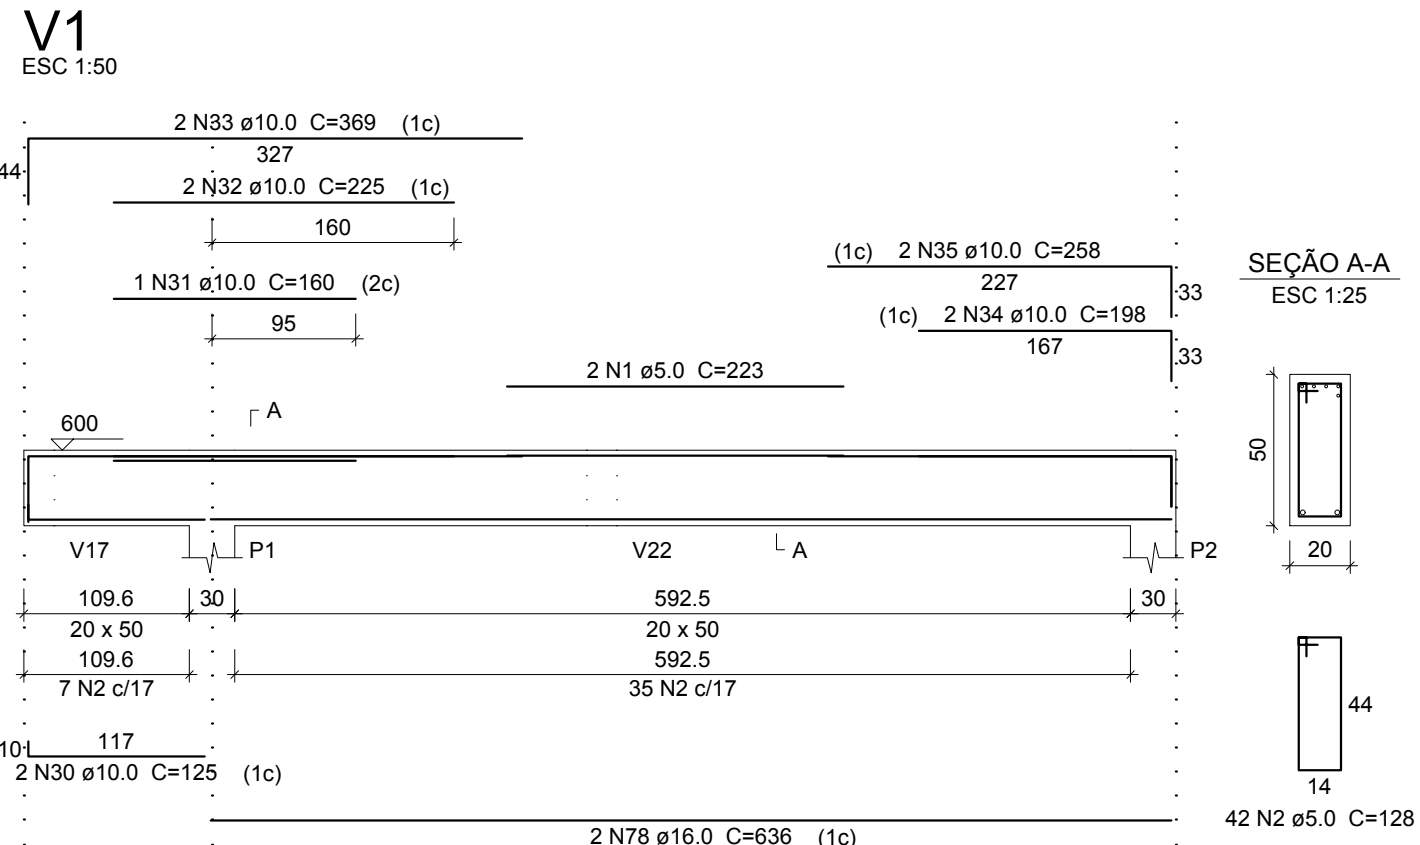 V1
ESC 1:50
2 N33 ø10.0 C=369 (1c)
327
44
2 N32 ø10.0 C=225 (1c)
160
(1c) 2 N35 ø10.0 C=258
227
33
SEÇÃO A-A
ESC 1:25
1 N31 ø10.0 C=160 (2c)
95
(1c) 2 N34 ø10.0 C=198
167
33
2 N1 ø5.0 C=223
A
600
50
20
V17
P1
V22
A
P2
109.6
30
592.5
30
20 x 50
20 x 50
109.6
592.5
7 N2 c/17
35 N2 c/17
44
14
42 N2 ø5.0 C=128
10
117
2 N30 ø10.0 C=125 (1c)
2 N78 ø16.0 C=636 (1c)